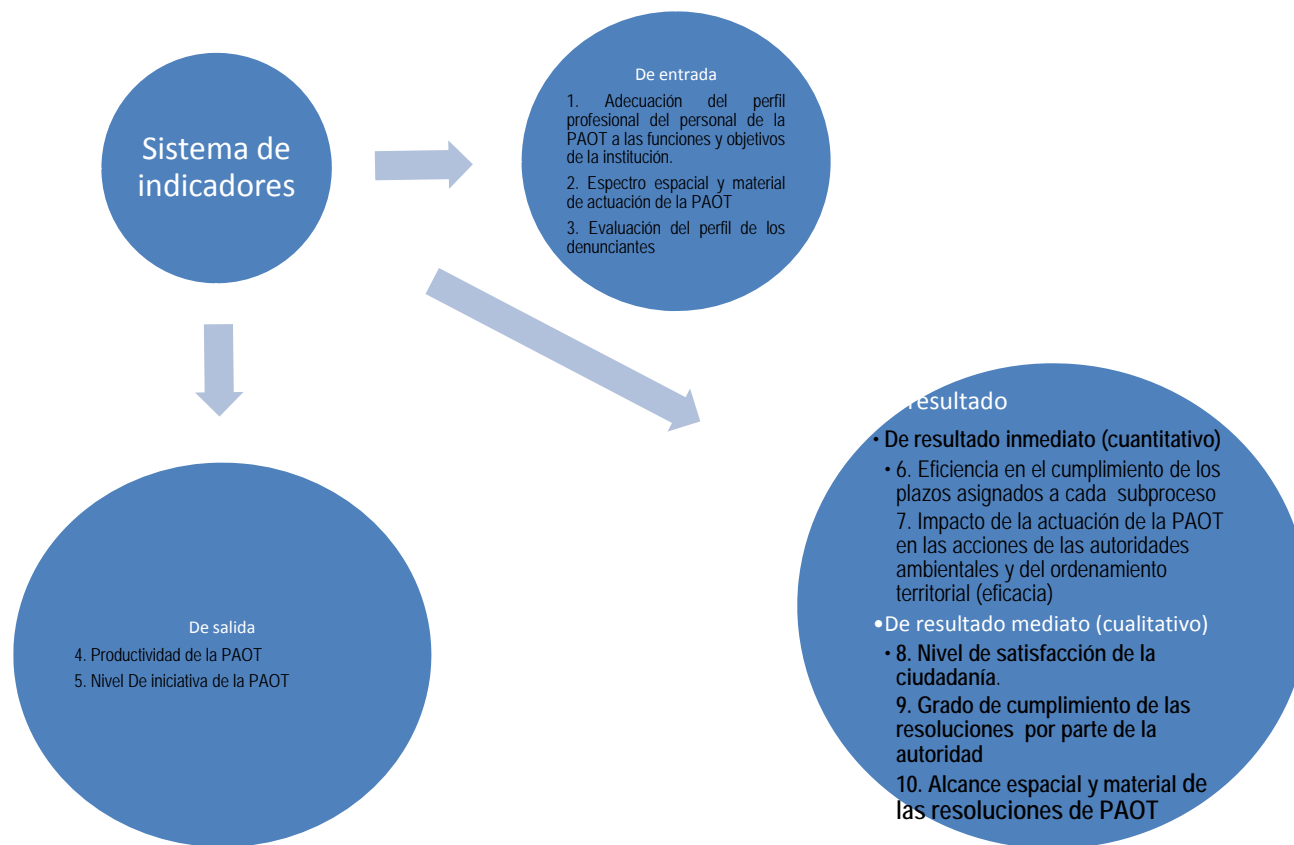 Sistema de
indicadores
De entrada
1. Adecuación del perfil
profesional del personal de la
PAOT a las funciones y objetivos
de la institución.
2. Espectro espacial y material
de actuación de la PAOT
3. Evaluación del perfil de los
denunciantes
De salida
4. Productividad de la PAOT
5. Nivel De iniciativa de la PAOT
resultado
• De resultado inmediato (cuantitativo)
• 6. Eficiencia en el cumplimiento de los
plazos asignados a cada subproceso
7. Impacto de la actuación de la PAOT
en las acciones de las autoridades
ambientales y del ordenamiento
territorial (eficacia)
•De resultado mediato (cualitativo)
• 8. Nivel de satisfacción de la
ciudadanía.
9. Grado de cumplimiento de las
resoluciones por parte de la
autoridad
10. Alcance espacial y material de
las resoluciones de PAOT